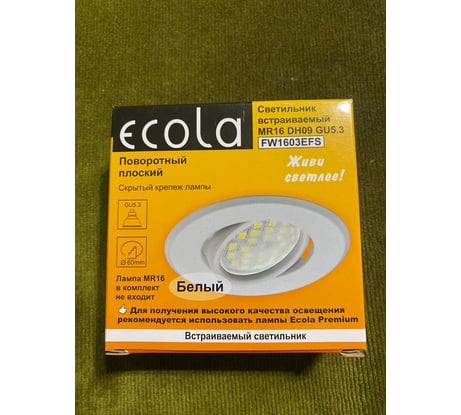 ecola
Светильник
встраиваемый
MR16 DH09 GU5.3
FW1603EFS
Поворотный
плоский
Скрытый крепеж лампы
Живи
светлее!
GU5.3
Ø 60mm
Лампа MR16
в комплект
не входит
Белый
Для получения высокого качества освещения
рекомендуется использовать лампы Ecola Premium
Встраиваемый светильник